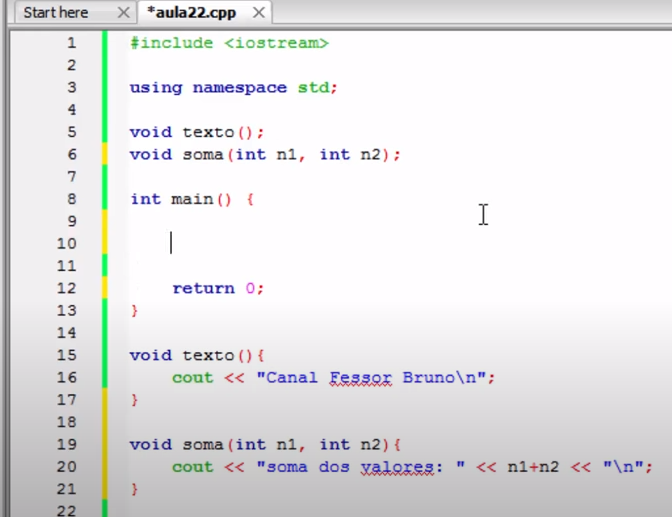 Start here X *aula22.cpp X
1 #include <iostream>
2
3 using namespace std;
4
5 void texto();
6 void soma(int n1, int n2);
7
8 int main() {
9
10
11
12     return 0;
13 }
14
15 void texto(){
16     cout << "Canal Fessor Bruno\n";
17 }
18
19 void soma(int n1, int n2){
20     cout << "soma dos valores: " << n1+n2 << "\n";
21 }
22